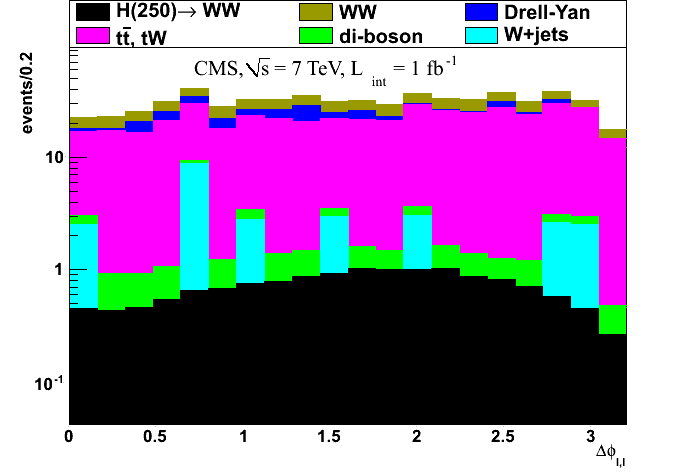 H(250)→ WW WW Drell-Yan
tt̄, tW di-boson W+jets
CMS, √s = 7 TeV, L int = 1 fb⁻¹
events/0.2
10
1
10⁻¹
0 0.5 1 1.5 2 2.5 3
Δϕ l,l